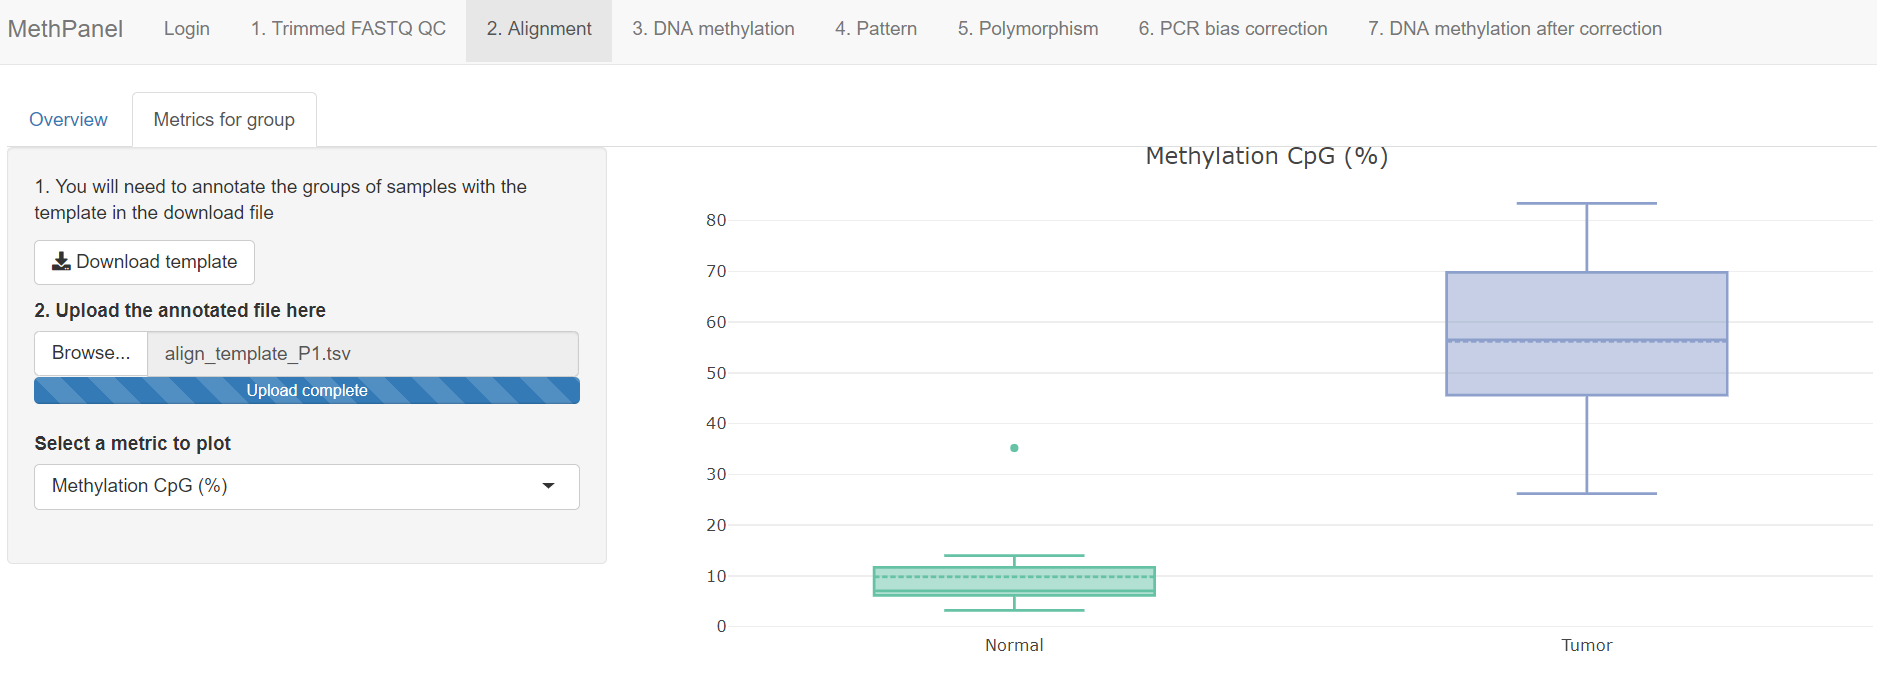 MethPanel Login 1. Trimmed FASTQ QC 2. Alignment 3. DNA methylation 4. Pattern 5. Polymorphism 6. PCR bias correction 7. DNA methylation after correction
Overview Metrics for group
1. You will need to annotate the groups of samples with the
template in the download file
Download template
2. Upload the annotated file here
Browse... align_template_P1.tsv
Upload complete
Select a metric to plot
Methylation CpG (%)
Methylation CpG (%)
80
70
60
50
40
30
20
10
0
Normal Tumor